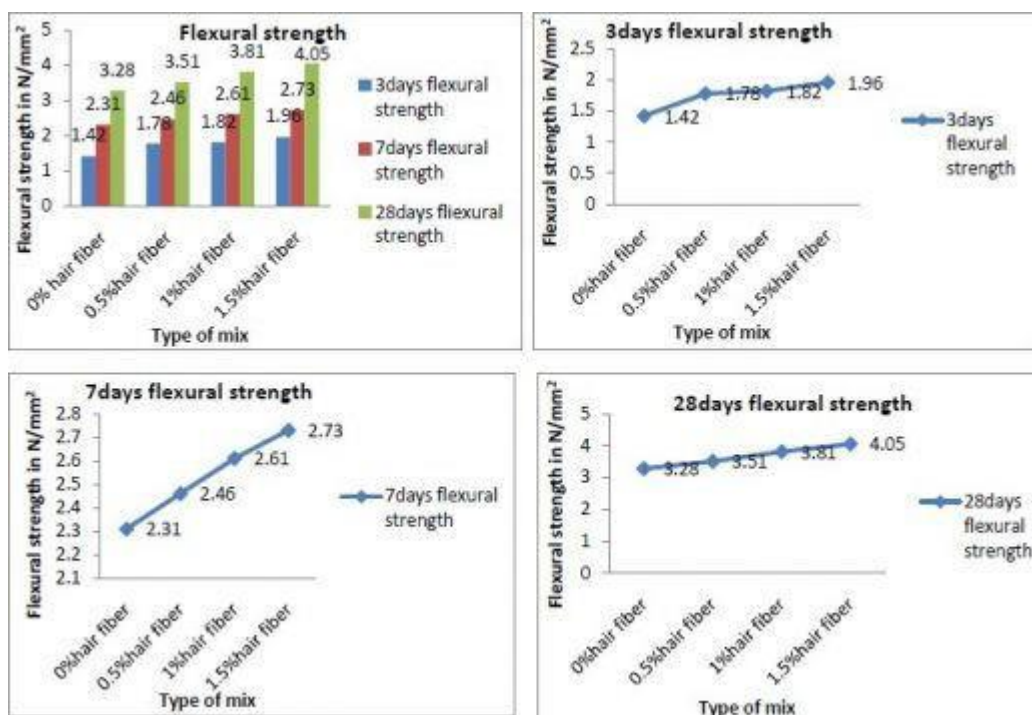 Flexural strength
Flexural strength in N/mm²
5
4
3
2
1
0
1.42
2.31
3.28
1.78
2.46
3.51
1.82
2.61
3.81
1.96
2.73
4.05
0% hair fiber
0.5%hair fiber
1%hair fiber
1.5%hair fiber
Type of mix
3days flexural
strength
7days flexural
strength
28days fliexural
strength
3days flexural strength
Flexural strength in N/mm²
2.5
2
1.5
1
0.5
0
1.42
1.78
1.82
1.96
0%hair fiber
0.5%hair fiber
1%hair fiber
1.5%hair fiber
Type of mix
3days
flexural
strength
7days flexural strength
Flexural strength in N/mm²
2.8
2.7
2.6
2.5
2.4
2.3
2.2
2.1
2.31
2.46
2.61
2.73
0%hair fiber
0.5%hair fiber
1%hair fiber
1.5%hair fiber
Type of mix
7days flexural
strength
28days flexural strength
Flexural strength in N/mm²
5
4
3
2
1
0
3.28
3.51
3.81
4.05
0%hair fiber
0.5%hair fiber
1%hair fiber
1.5%hair fiber
Type of mix
28days
flexural
strength